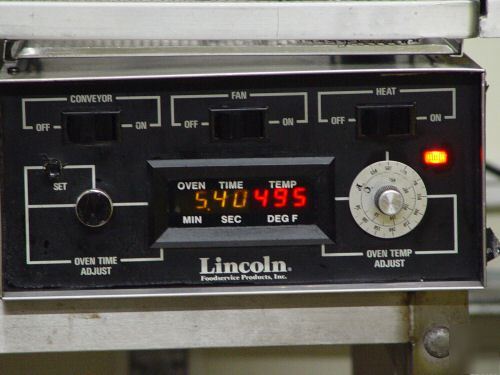 CONVEYOR
FAN
HEAT
OFF ON
OFF ON
OFF ON
SET
OVEN TIME TEMP
5.40 495
MIN SEC DEG F
OVEN TIME
ADJUST
OVEN TEMP
ADJUST
Lincoln®
Foodservice Products, Inc.